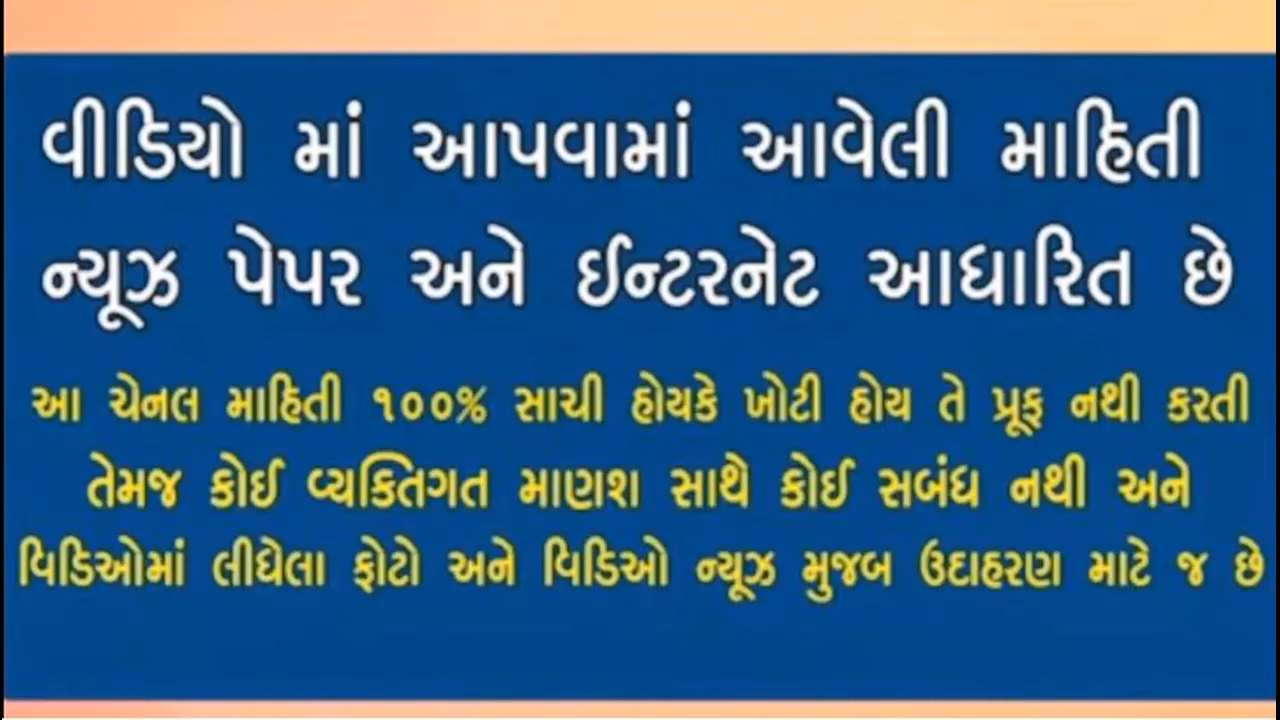 વીડિયો માં આપવામાં આવેલી માહિતી
ન્યૂઝ પેપર અને ઈન્ટરનેટ આધારિત છે
આ ચેનલ માહિતી ૧૦૦% સાચી હોયકે ખોટી હોય તે પ્રૂફ નથી કરતી
તેમજ કોઈ વ્યકિતગત માણશ સાથે કોઈ સબંધ નથી અને
વિડિઓમાં લીધેલા ફોટો અને વિડિઓ ન્યૂઝ મુજબ ઉદાહરણ માટે જ છે